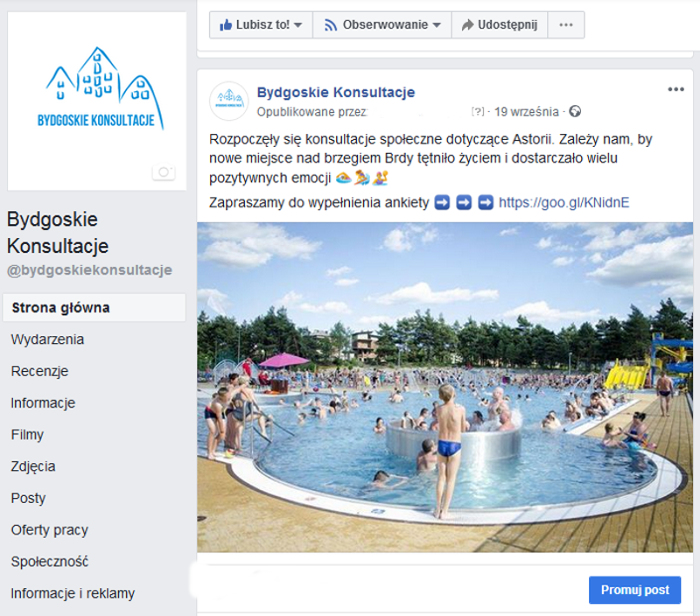 Lubisz to!
Obserwowanie
Udostępnij
BYDGOSKIE KONSULTACJE
Bydgoskie
Konsultacje
@bydgoskiekonsultacje
Strona główna
Wydarzenia
Recenzje
Informacje
Filmy
Zdjęcia
Posty
Oferty pracy
Społeczność
Informacje i reklamy
Bydgoskie Konsultacje
Opublikowane przez [?] · 19 września ·
Rozpoczęły się konsultacje społeczne dotyczące Astorii. Zależy nam, by
nowe miejsce nad brzegiem Brdy tętniło życiem i dostarczało wielu
pozytywnych emocji
Zapraszamy do wypełnienia ankiety ➡ ➡ ➡ https://goo.gl/KNidnE
Promuj post